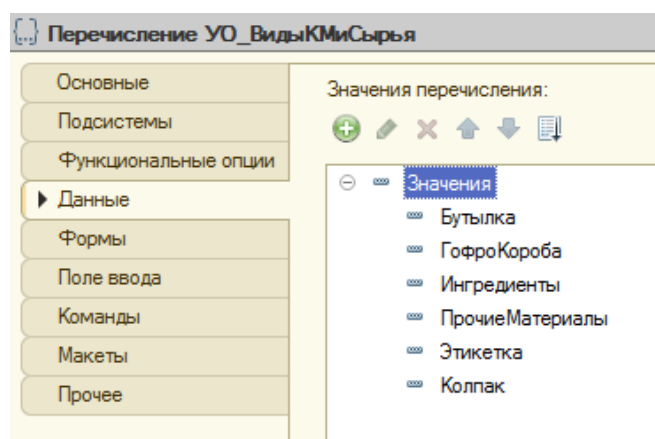 Перечисление УО_ВидыКМиСырья
Основные
Подсистемы
Функциональные опции
Данные
Формы
Поле ввода
Команды
Макеты
Прочее
Значения перечисления:
Значения
Бутылка
ГофроКороба
Ингредиенты
ПрочиеМатериалы
Этикетка
Колпак